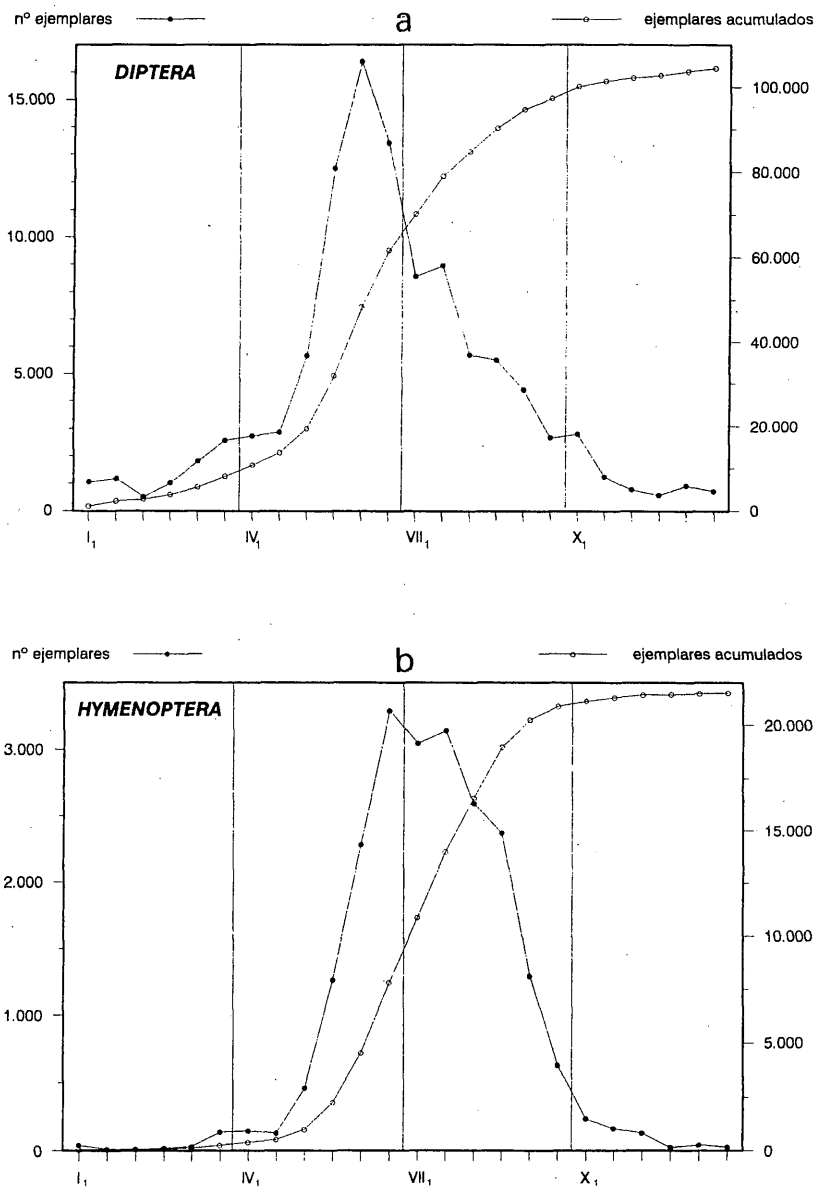 a
nº ejemplares
ejemplares acumulados
DIPTERA
15.000
10.000
5.000
0
100.000
80.000
60.000
40.000
20.000
0
I₁
IV₁
VII₁
X₁
b
nº ejemplares
ejemplares acumulados
HYMENOPTERA
3.000
2.000
1.000
0
20.000
15.000
10.000
5.000
0
I₁
IV₁
VII₁
X₁